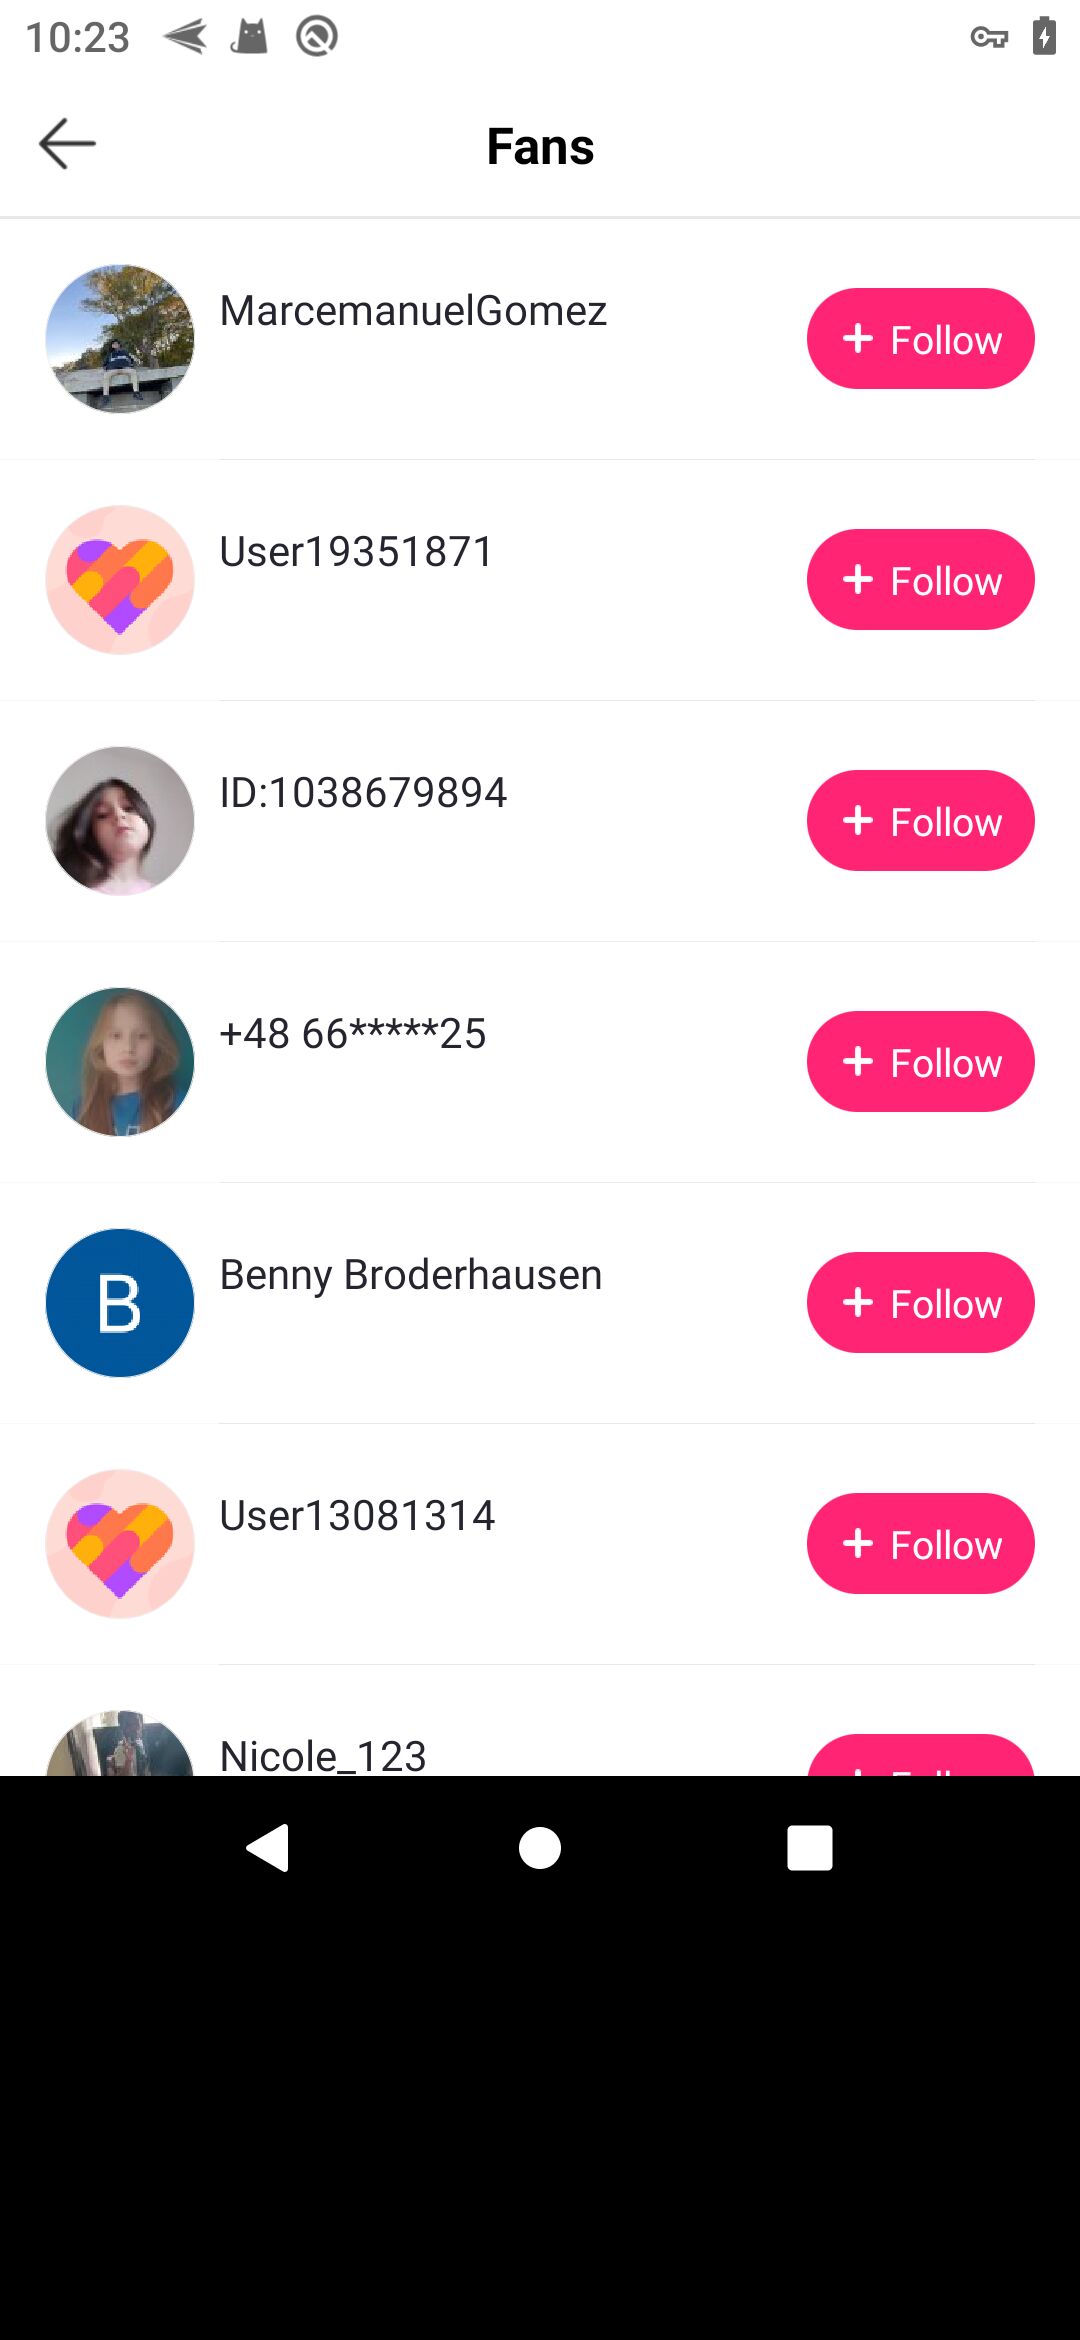 10:23
Fans
MarcemanuelGomez
+ Follow
User19351871
+ Follow
ID:1038679894
+ Follow
+48 66*****25
+ Follow
Benny Broderhausen
+ Follow
B
User13081314
+ Follow
Nicole_123